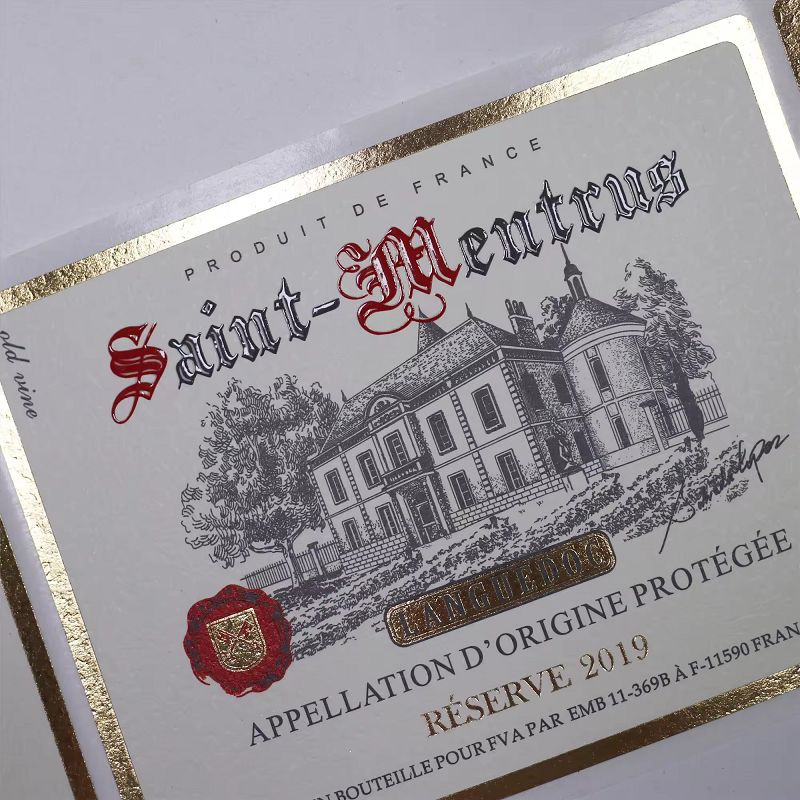 PRODUIT DE FRANCE
Saint-Mentrus
old vine
LANGUEDOC
APPELLATION D'ORIGINE PROTÉGÉE
RÉSERVE 2019
BOUTEILLE POUR FVA PAR EMB 11-369B À F-11590 FRAN